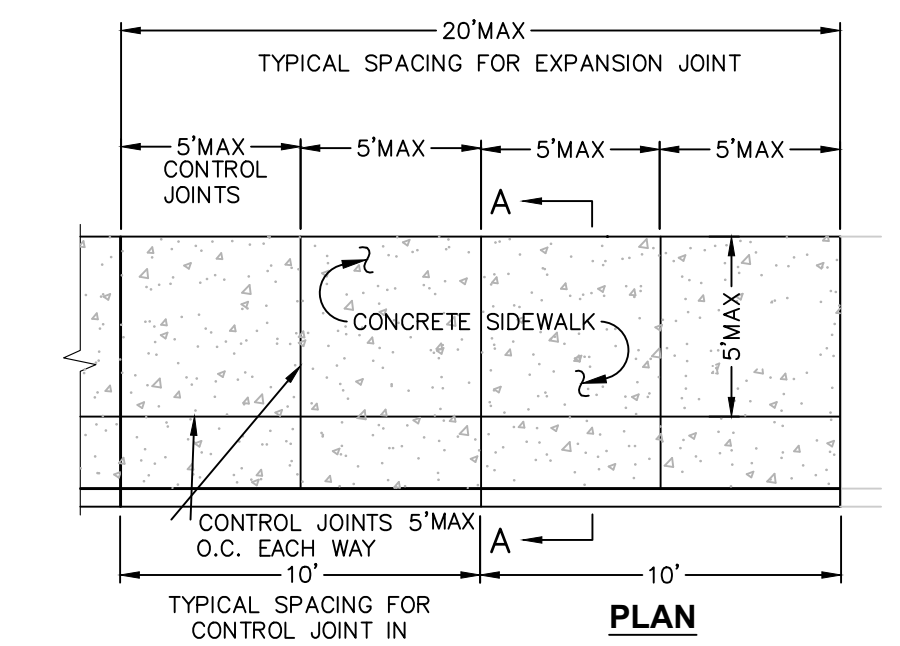 20'MAX
TYPICAL SPACING FOR EXPANSION JOINT
5'MAX 5'MAX 5'MAX 5'MAX
CONTROL
JOINTS
A
CONCRETE SIDEWALK
5'MAX
CONTROL JOINTS 5'MAX
O.C. EACH WAY
A
10' 10'
TYPICAL SPACING FOR
CONTROL JOINT IN
PLAN